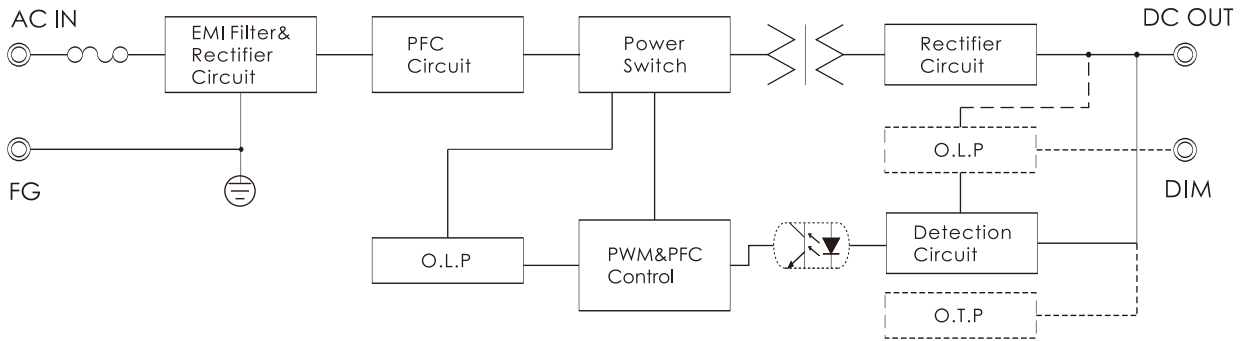 AC IN
EMI Filter&
Rectifier
Circuit
PFC
Circuit
Power
Switch
Rectifier
Circuit
DC OUT
FG
O.L.P
DIM
O.L.P
PWM&PFC
Control
Detection
Circuit
O.T.P